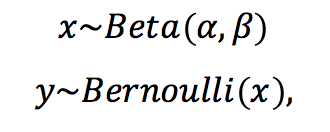 x~Beta(α, β)
y~Bernoulli(x),